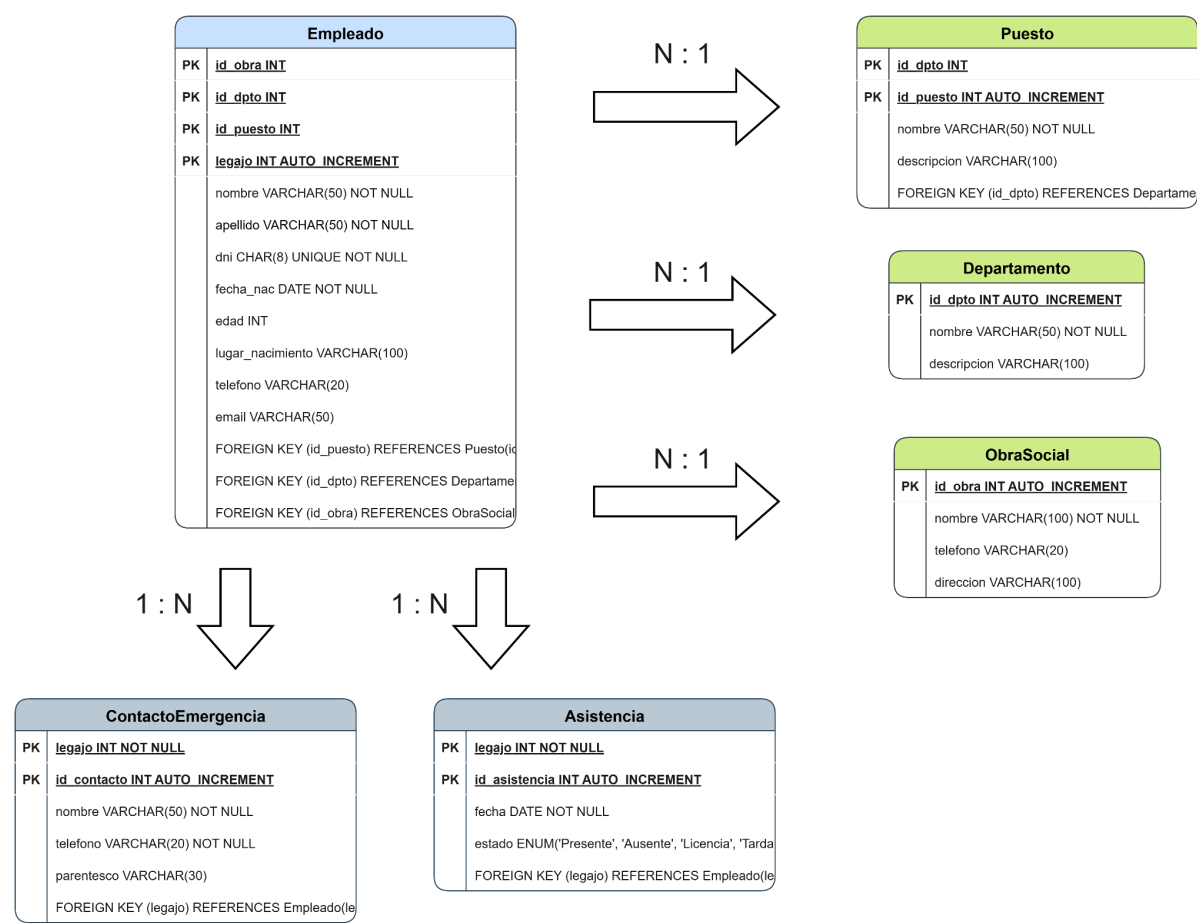 Empleado
PK id_obra INT
PK id_dpto INT
PK id_puesto INT
PK legajo INT AUTO_INCREMENT
nombre VARCHAR(50) NOT NULL
apellido VARCHAR(50) NOT NULL
dni CHAR(8) UNIQUE NOT NULL
fecha_nac DATE NOT NULL
edad INT
lugar_nacimiento VARCHAR(100)
telefono VARCHAR(20)
email VARCHAR(50)
FOREIGN KEY (id_puesto) REFERENCES Puesto(id
FOREIGN KEY (id_dpto) REFERENCES Departame
FOREIGN KEY (id_obra) REFERENCES ObraSocial
N : 1
Puesto
PK id_dpto INT
PK id_puesto INT AUTO_INCREMENT
nombre VARCHAR(50) NOT NULL
descripcion VARCHAR(100)
FOREIGN KEY (id_dpto) REFERENCES Departame
N : 1
Departamento
PK id_dpto INT AUTO_INCREMENT
nombre VARCHAR(50) NOT NULL
descripcion VARCHAR(100)
N : 1
ObraSocial
PK id_obra INT AUTO_INCREMENT
nombre VARCHAR(100) NOT NULL
telefono VARCHAR(20)
direccion VARCHAR(100)
1 : N
1 : N
ContactoEmergencia
PK legajo INT NOT NULL
PK id_contacto INT AUTO_INCREMENT
nombre VARCHAR(50) NOT NULL
telefono VARCHAR(20) NOT NULL
parentesco VARCHAR(30)
FOREIGN KEY (legajo) REFERENCES Empleado(le
Asistencia
PK legajo INT NOT NULL
PK id_asistencia INT AUTO_INCREMENT
fecha DATE NOT NULL
estado ENUM('Presente', 'Ausente', 'Licencia', 'Tarda
FOREIGN KEY (legajo) REFERENCES Empleado(le